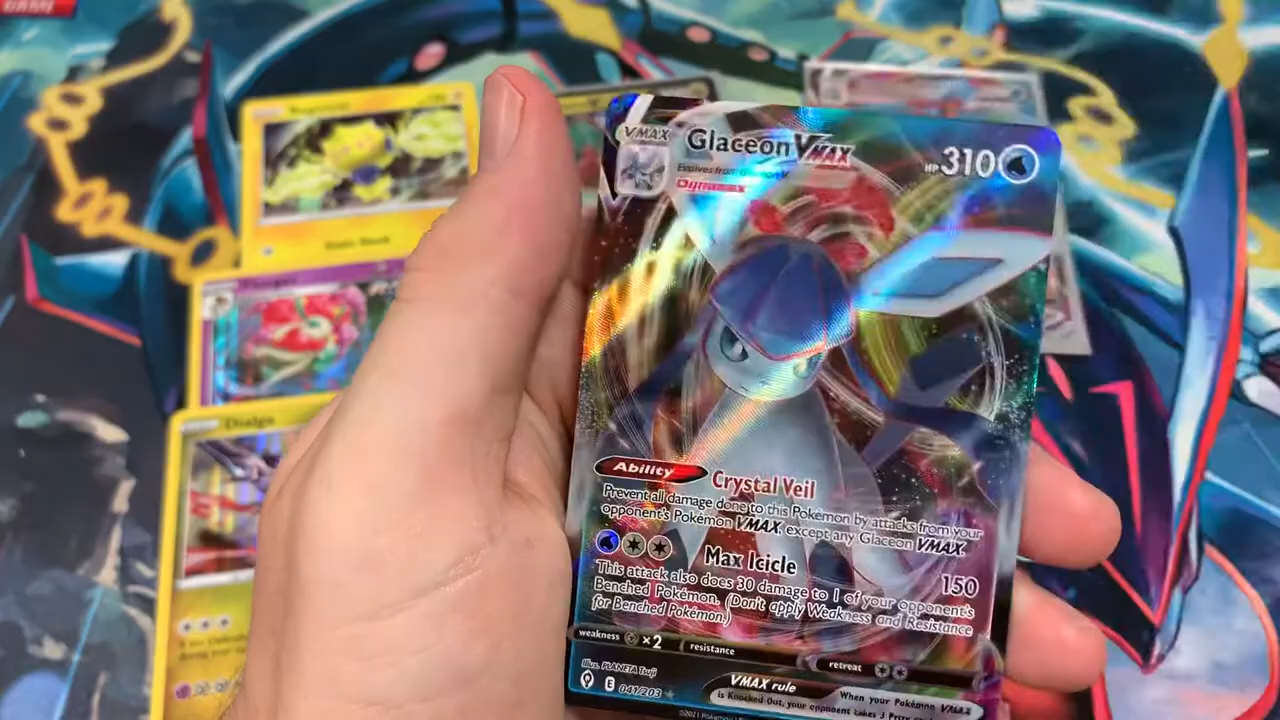 VMAX
Glaceon VMAX
HP 310
Evolves from Glaceon V
Dynamax
Ability
Crystal Veil
Prevent all damage done to this Pokémon by attacks from your
opponent's Pokémon VMAX, except any Glaceon VMAX.
Max Icicle
150
This attack also does 30 damage to 1 of your opponent's
Benched Pokémon. (Don't apply Weakness and Resistance
for Benched Pokémon.)
weakness ×2 resistance retreat
Illus. PLANETA Tsuji
E 041/203
VMAX rule
When your Pokémon VMAX
is Knocked Out, your opponent takes 3 Prize
©2021 Pokémon
Static Shock
Dialga